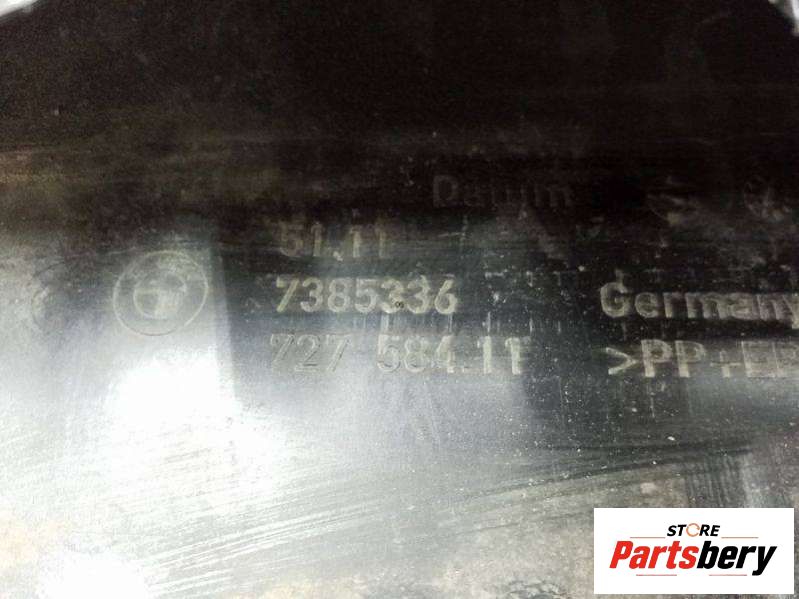 Datum
51.11
7385336
Germany
727 584.11
>PP+EP
STORE
Partsbery